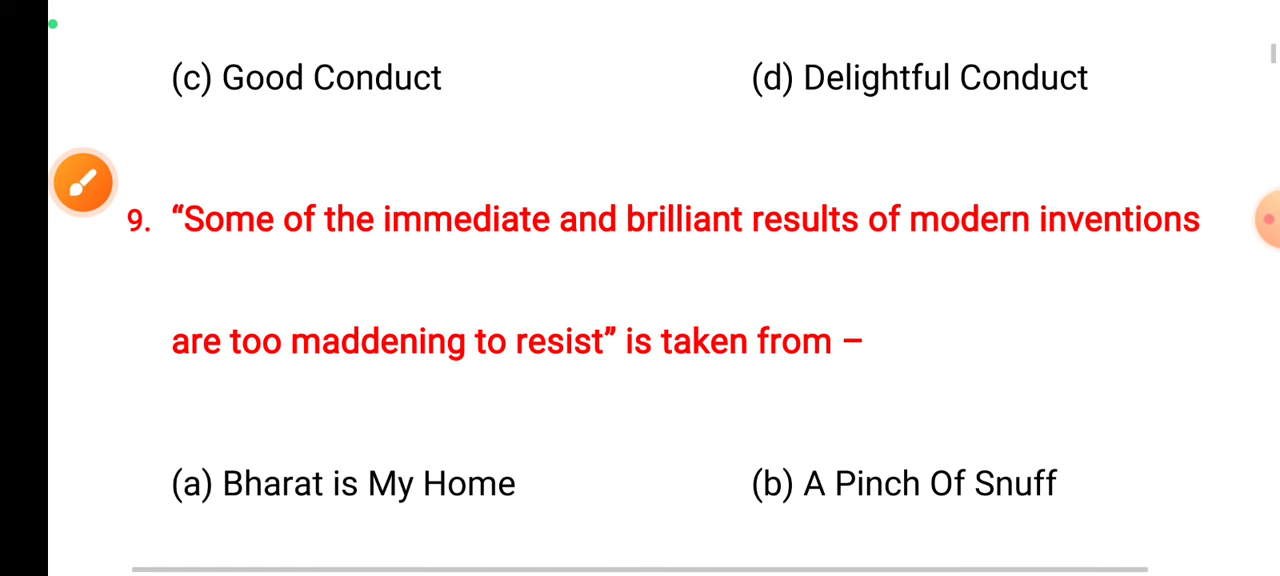 (c) Good Conduct (d) Delightful Conduct
9. “Some of the immediate and brilliant results of modern inventions
are too maddening to resist” is taken from –
(a) Bharat is My Home (b) A Pinch Of Snuff